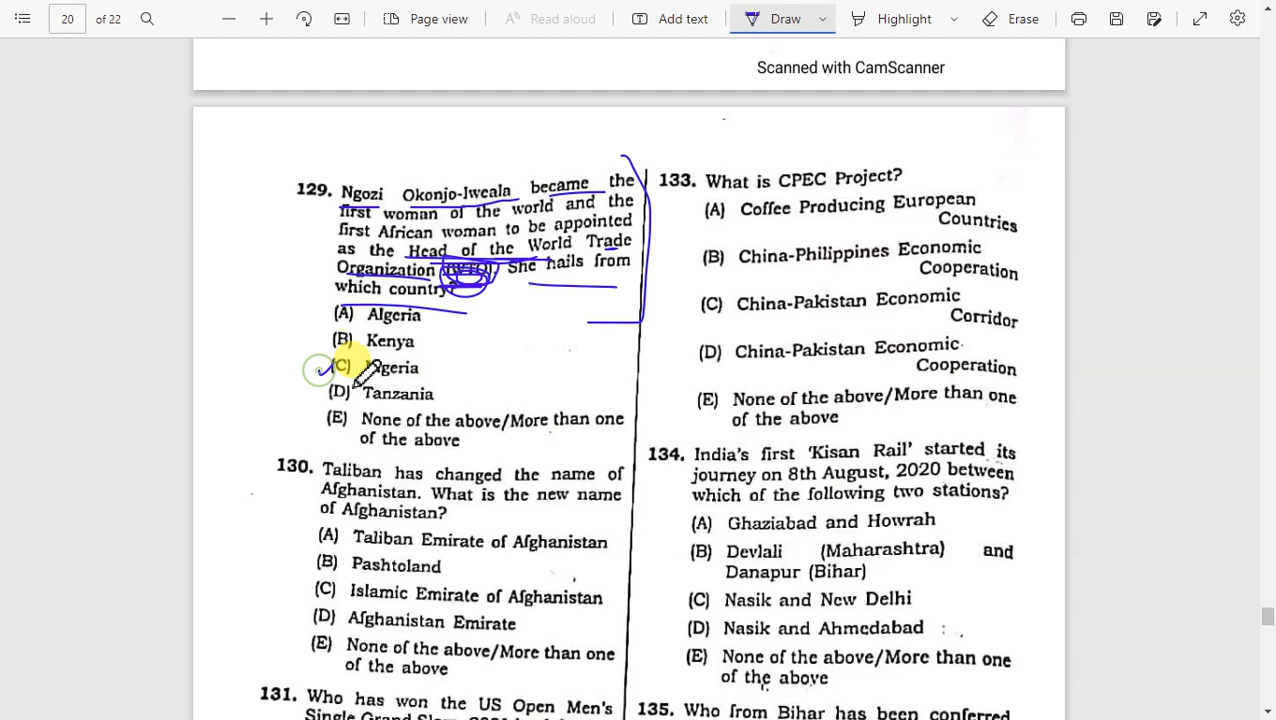 20
of 22
Page view
Read aloud
Add text
Draw
Highlight
Erase
Scanned with CamScanner
129. Ngozi Okonjo-Iweala became the
first woman of the world and the
first African woman to be appointed
as the Head of the World Trade
Organization (WTO). She hails from
which country?
(A) Algeria
(B) Kenya
(C) Nigeria
(D) Tanzania
(E) None of the above/More than one
of the above
130. Taliban has changed the name of
Afghanistan. What is the new name
of Afghanistan?
(A) Taliban Emirate of Afghanistan
(B) Pashtoland
(C) Islamic Emirate of Afghanistan
(D) Afghanistan Emirate
(E) None of the above/More than one
of the above
131. Who has won the US Open Men's
Single Grand Slam
133. What is CPEC Project?
(A) Coffee Producing European
Countries
(B) China-Philippines Economic
Cooperation
(C) China-Pakistan Economic
Corridor
(D) China-Pakistan Economic
Cooperation
(E) None of the above/More than one
of the above
134. India's first 'Kisan Rail' started its
journey on 8th August, 2020 between
which of the following two stations?
(A) Ghaziabad and Howrah
(B) Devlali (Maharashtra) and
Danapur (Bihar)
(C) Nasik and New Delhi
(D) Nasik and Ahmedabad
(E) None of the above/More than one
of the above
135. Who from Bihar has been conferred